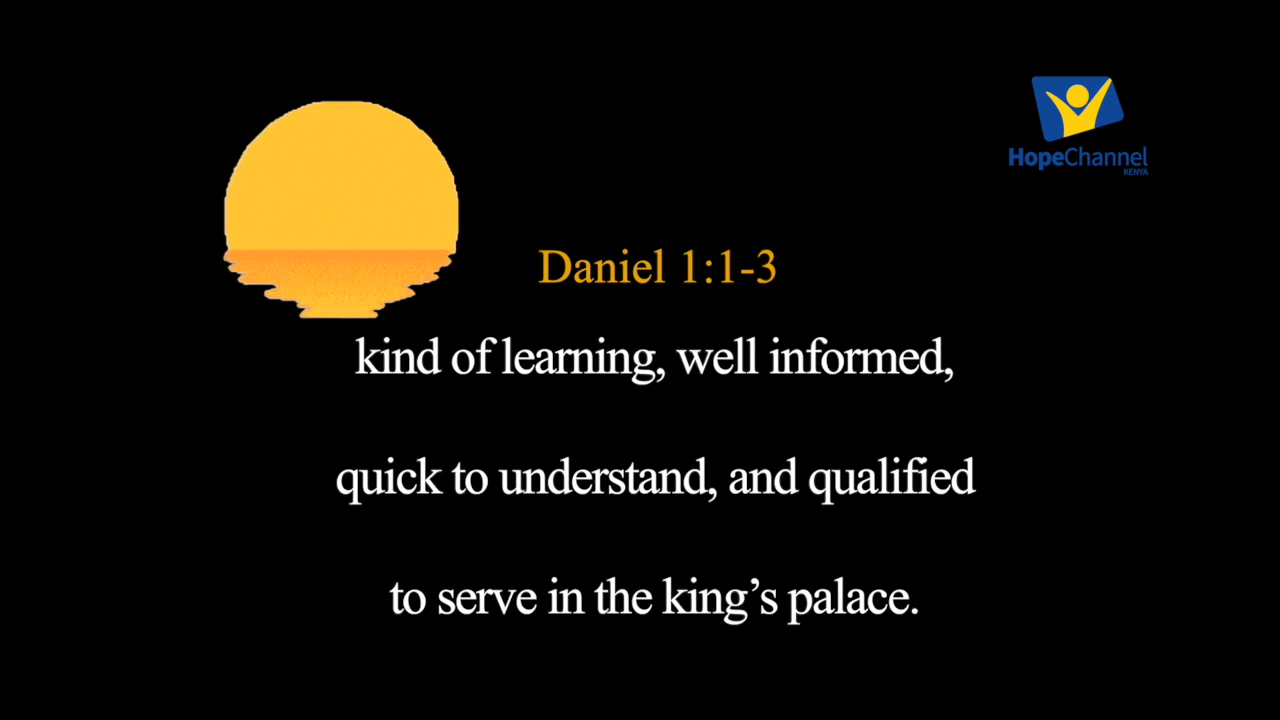 HopeChannel
KENYA
Daniel 1:1-3
kind of learning, well informed,
quick to understand, and qualified
to serve in the king’s palace.